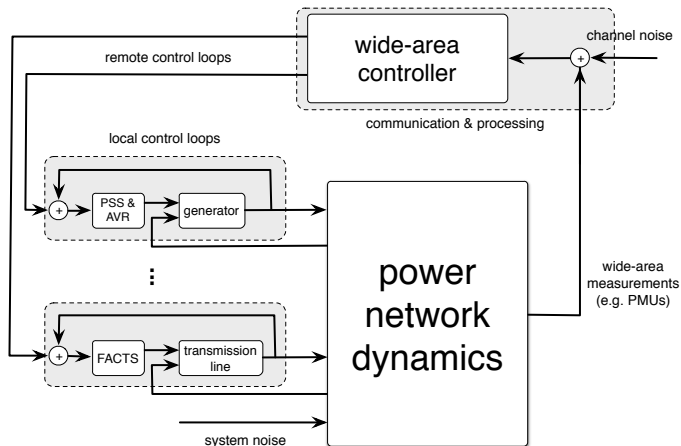 wide-area
controller
channel noise
+
remote control loops
communication & processing
local control loops
+
PSS &
AVR
generator
power
network
dynamics
wide-area
measurements
(e.g. PMUs)
...
+
FACTS
transmission
line
system noise